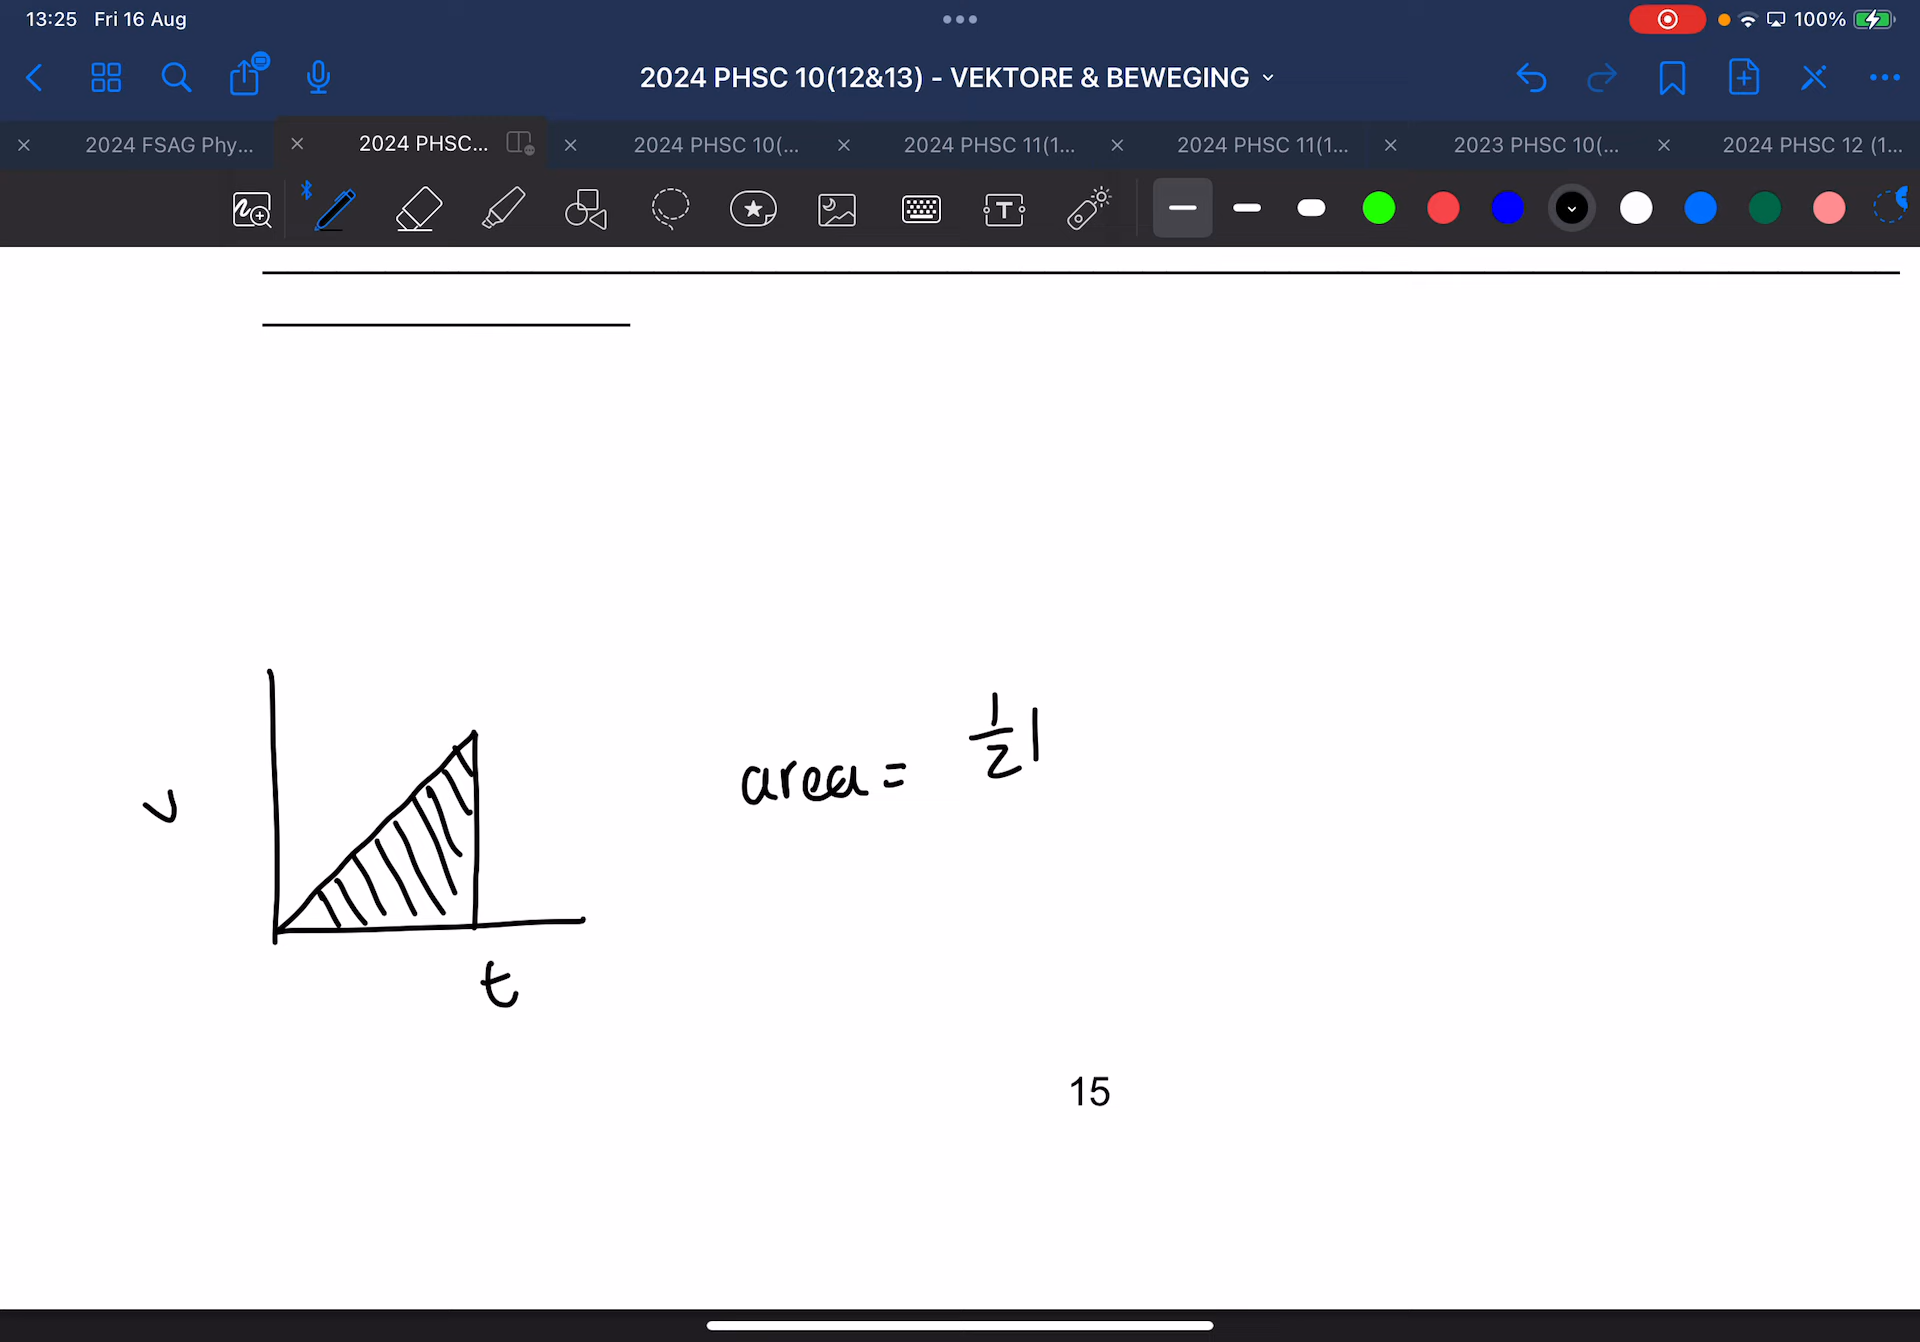 13:25 Fri 16 Aug
100%
2024 PHSC 10(12&13) - VEKTORE & BEWEGING
2024 FSAG Phy...
2024 PHSC...
2024 PHSC 10(...
2024 PHSC 11(1...
2024 PHSC 11(1...
2023 PHSC 10(...
2024 PHSC 12 (1...
T
v
area = 1/2
t
15